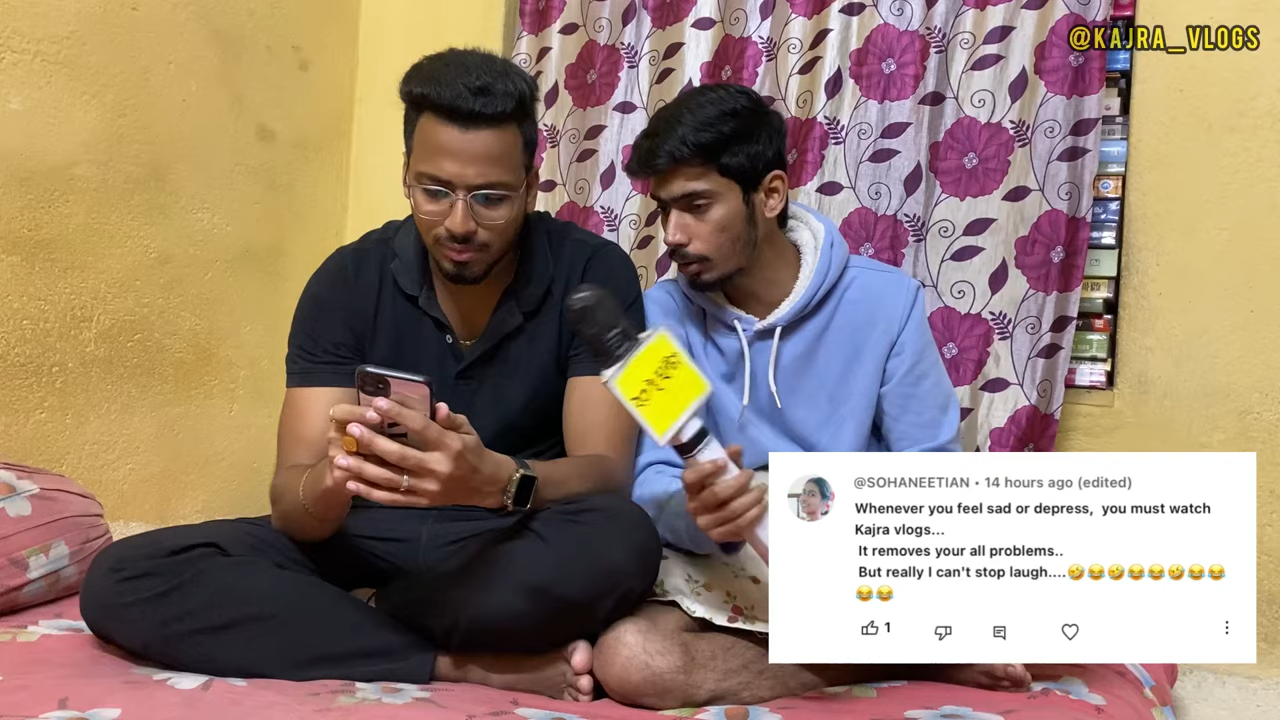 @KAJRA_VLOGS
@SOHANEETIAN • 14 hours ago (edited)
Whenever you feel sad or depress, you must watch
Kajra vlogs...
It removes your all problems..
But really I can't stop laugh....🤣😂🤣😂😂🤣😂😂
😂😂
1